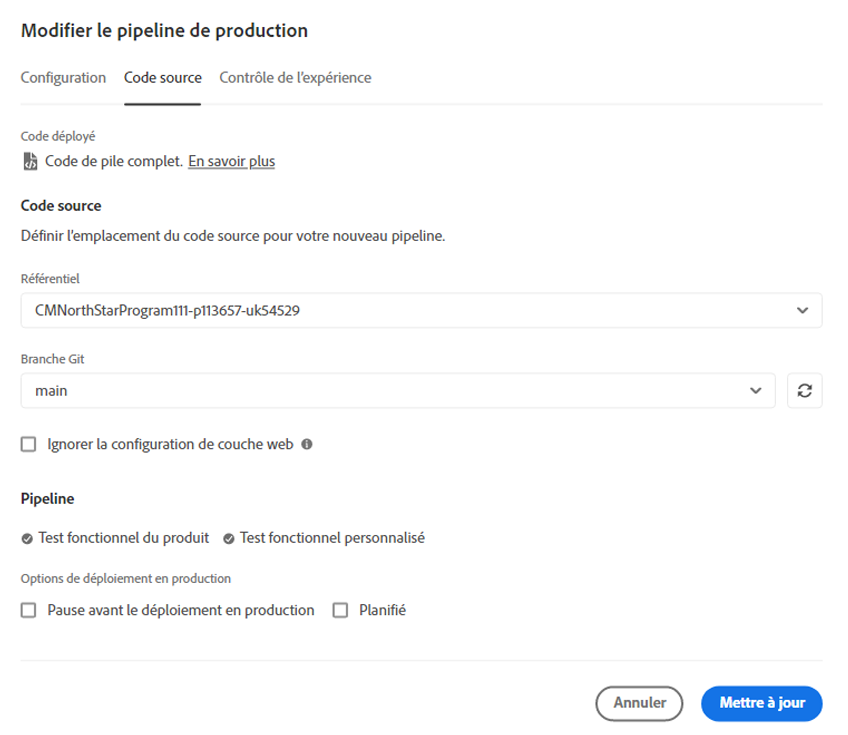 Modifier le pipeline de production
Configuration Code source Contrôle de l'expérience
Code déployé
Code de pile complet. En savoir plus
Code source
Définir l'emplacement du code source pour votre nouveau pipeline.
Référentiel
CMNorthStarProgram111-p113657-uk54529
Branche Git
main
Ignorer la configuration de couche web
Pipeline
Test fonctionnel du produit Test fonctionnel personnalisé
Options de déploiement en production
Pause avant le déploiement en production Planifié
Annuler Mettre à jour